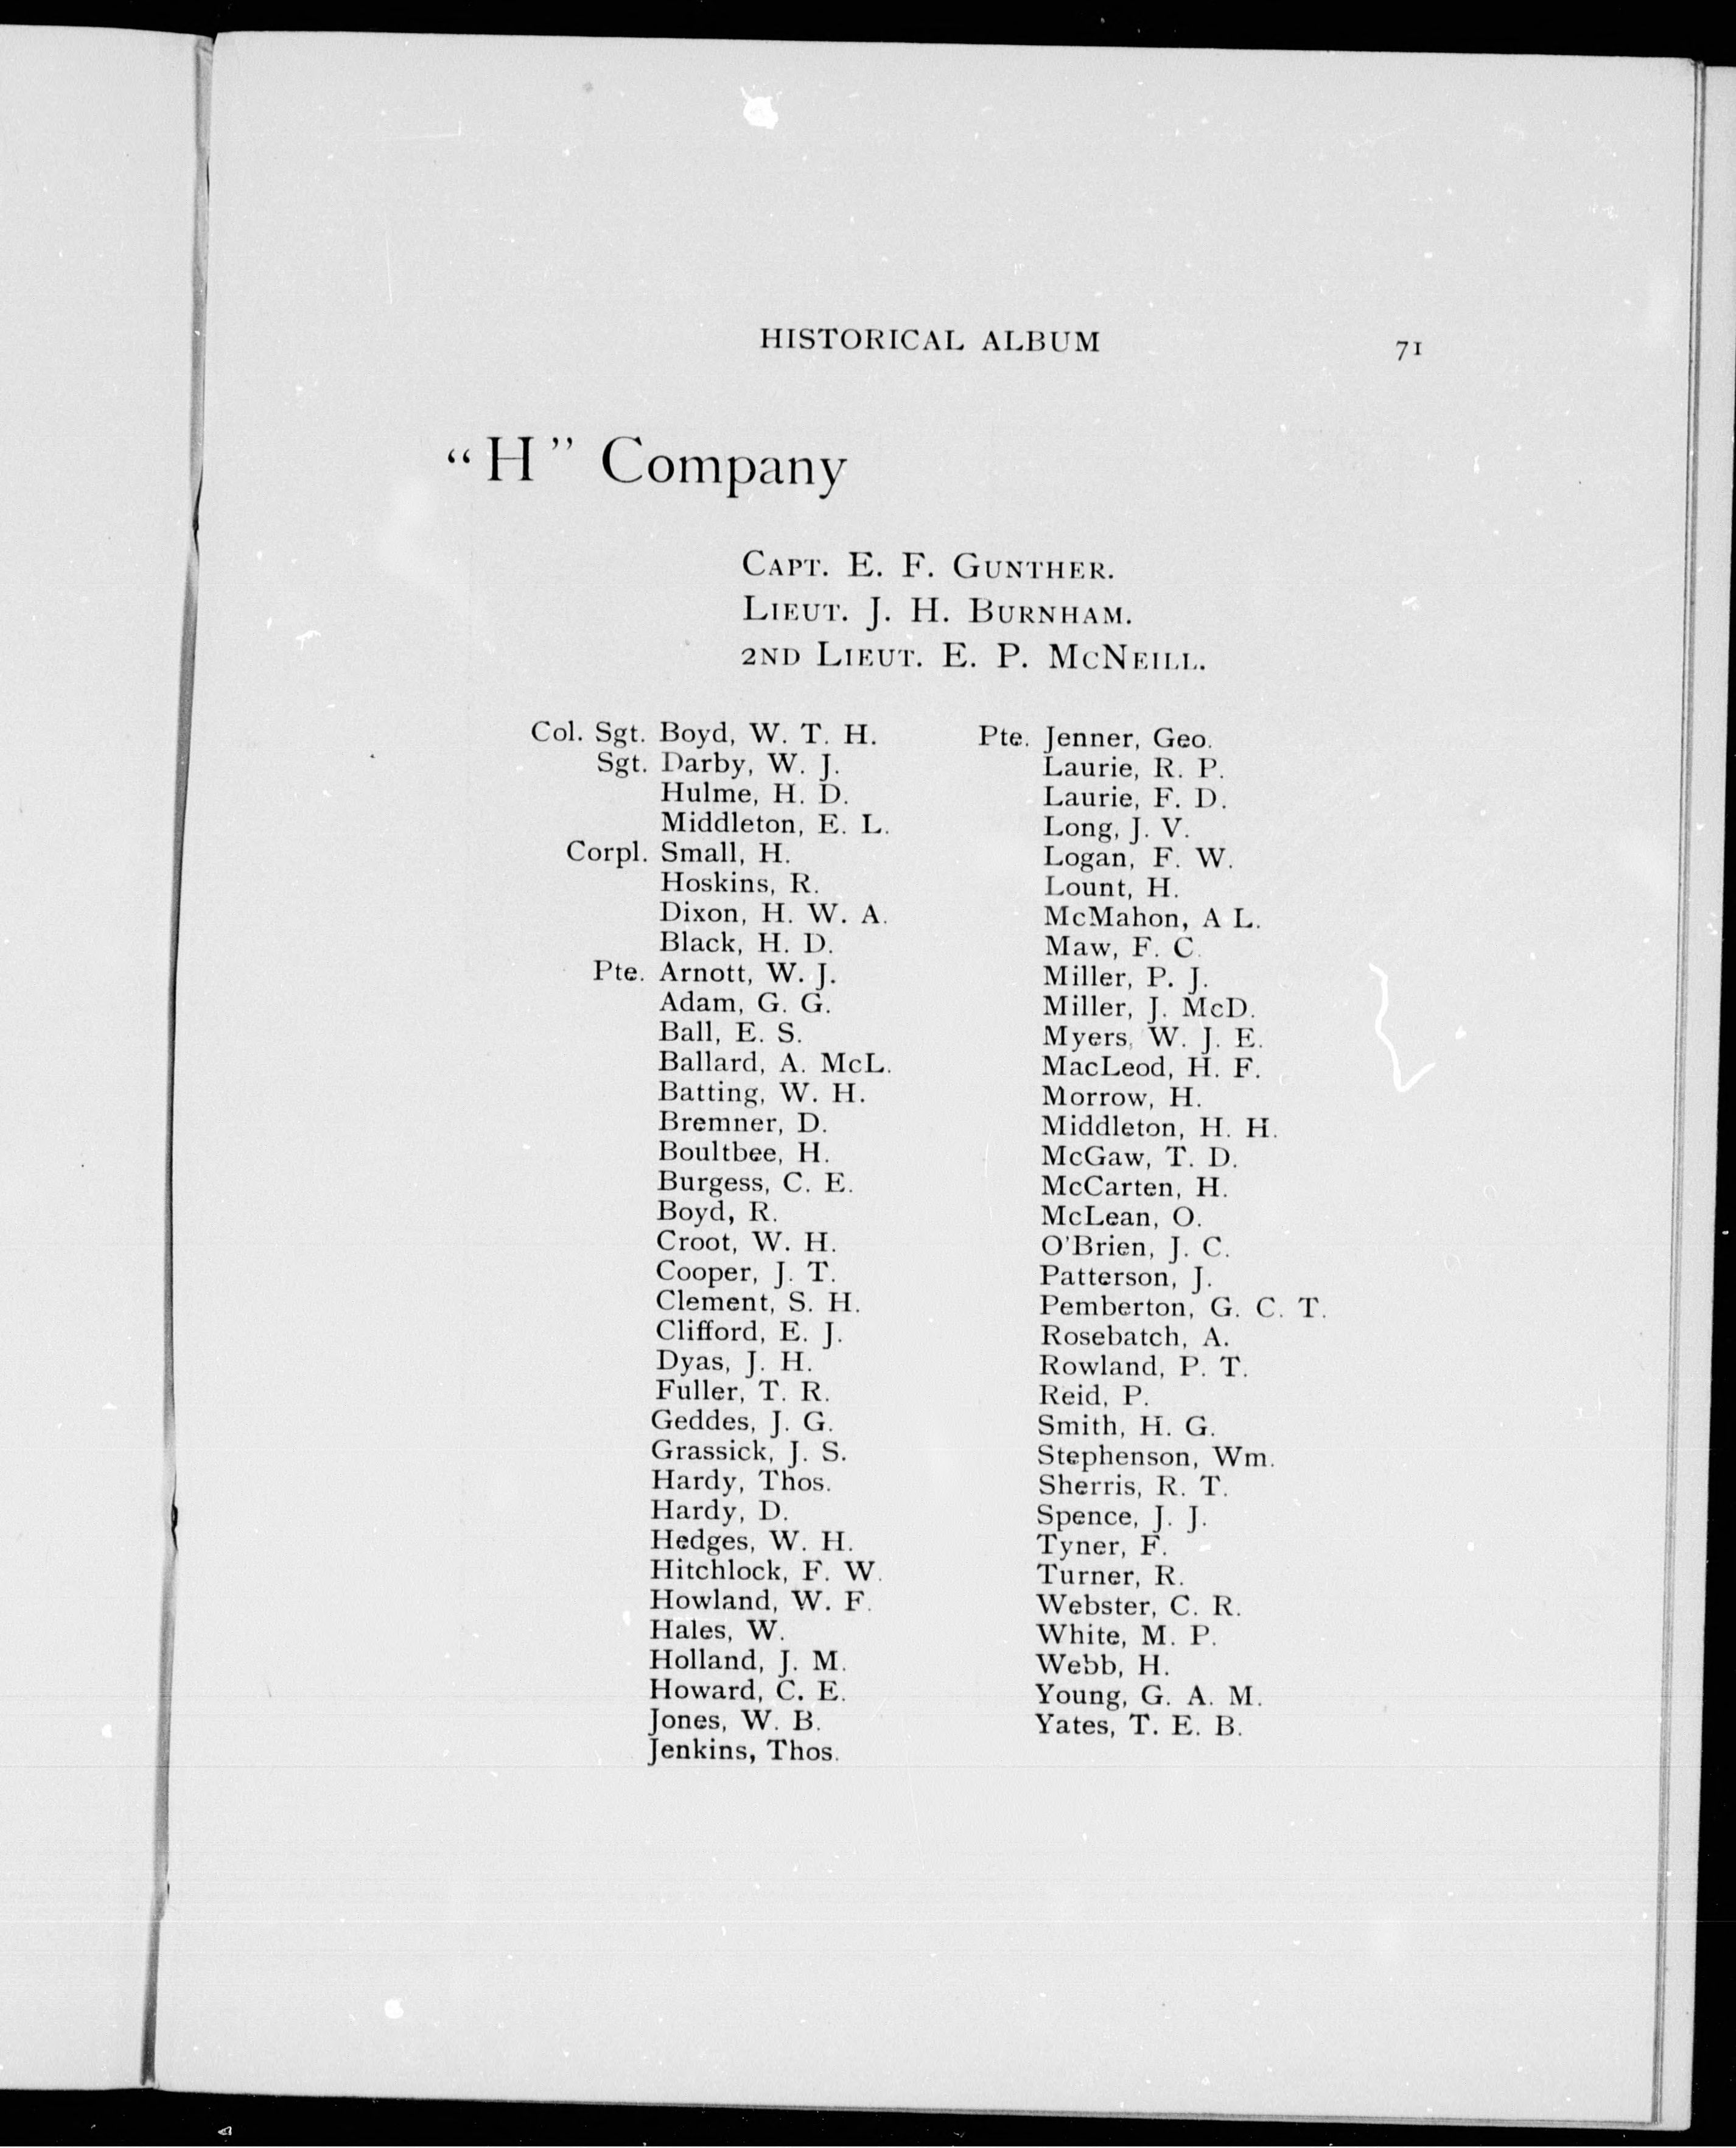 HISTORICAL ALBUM 71
“H” Company
CAPT. E. F. GUNTHER.
LIEUT. J. H. BURNHAM.
2ND LIEUT. E. P. MCNEILL.
Col. Sgt. Boyd, W. T. H.
Sgt. Darby, W. J.
Hulme, H. D.
Middleton, E. L.
Corpl. Small, H.
Hoskins, R.
Dixon, H. W. A.
Black, H. D.
Pte. Arnott, W. J.
Adam, G. G.
Ball, E. S.
Ballard, A. McL.
Batting, W. H.
Bremner, D.
Boultbee, H.
Burgess, C. E.
Boyd, R.
Croot, W. H.
Cooper, J. T.
Clement, S. H.
Clifford, E. J.
Dyas, J. H.
Fuller, T. R.
Geddes, J. G.
Grassick, J. S.
Hardy, Thos.
Hardy, D.
Hedges, W. H.
Hitchlock, F. W.
Howland, W. F.
Hales, W.
Holland, J. M.
Howard, C. E.
Jones, W. B.
Jenkins, Thos.
Pte. Jenner, Geo.
Laurie, R. P.
Laurie, F. D.
Long, J. V.
Logan, F. W.
Lount, H.
McMahon, A L.
Maw, F. C.
Miller, P. J.
Miller, J. McD.
Myers, W. J. E.
MacLeod, H. F.
Morrow, H.
Middleton, H. H.
McGaw, T. D.
McCarten, H.
McLean, O.
O'Brien, J. C.
Patterson, J.
Pemberton, G. C. T.
Rosebatch, A.
Rowland, P. T.
Reid, P.
Smith, H. G.
Stephenson, Wm.
Sherris, R. T.
Spence, J. J.
Tyner, F.
Turner, R.
Webster, C. R.
White, M. P.
Webb, H.
Young, G. A. M.
Yates, T. E. B.